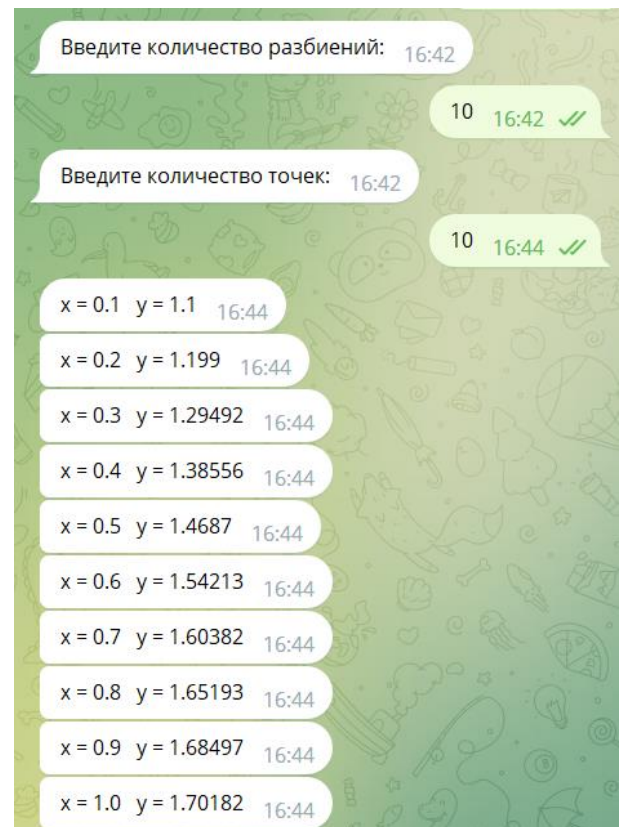 Введите количество разбиений: 16:42
10 16:42
Введите количество точек: 16:42
10 16:44
x = 0.1 y = 1.1 16:44
x = 0.2 y = 1.199 16:44
x = 0.3 y = 1.29492 16:44
x = 0.4 y = 1.38556 16:44
x = 0.5 y = 1.4687 16:44
x = 0.6 y = 1.54213 16:44
x = 0.7 y = 1.60382 16:44
x = 0.8 y = 1.65193 16:44
x = 0.9 y = 1.68497 16:44
x = 1.0 y = 1.70182 16:44